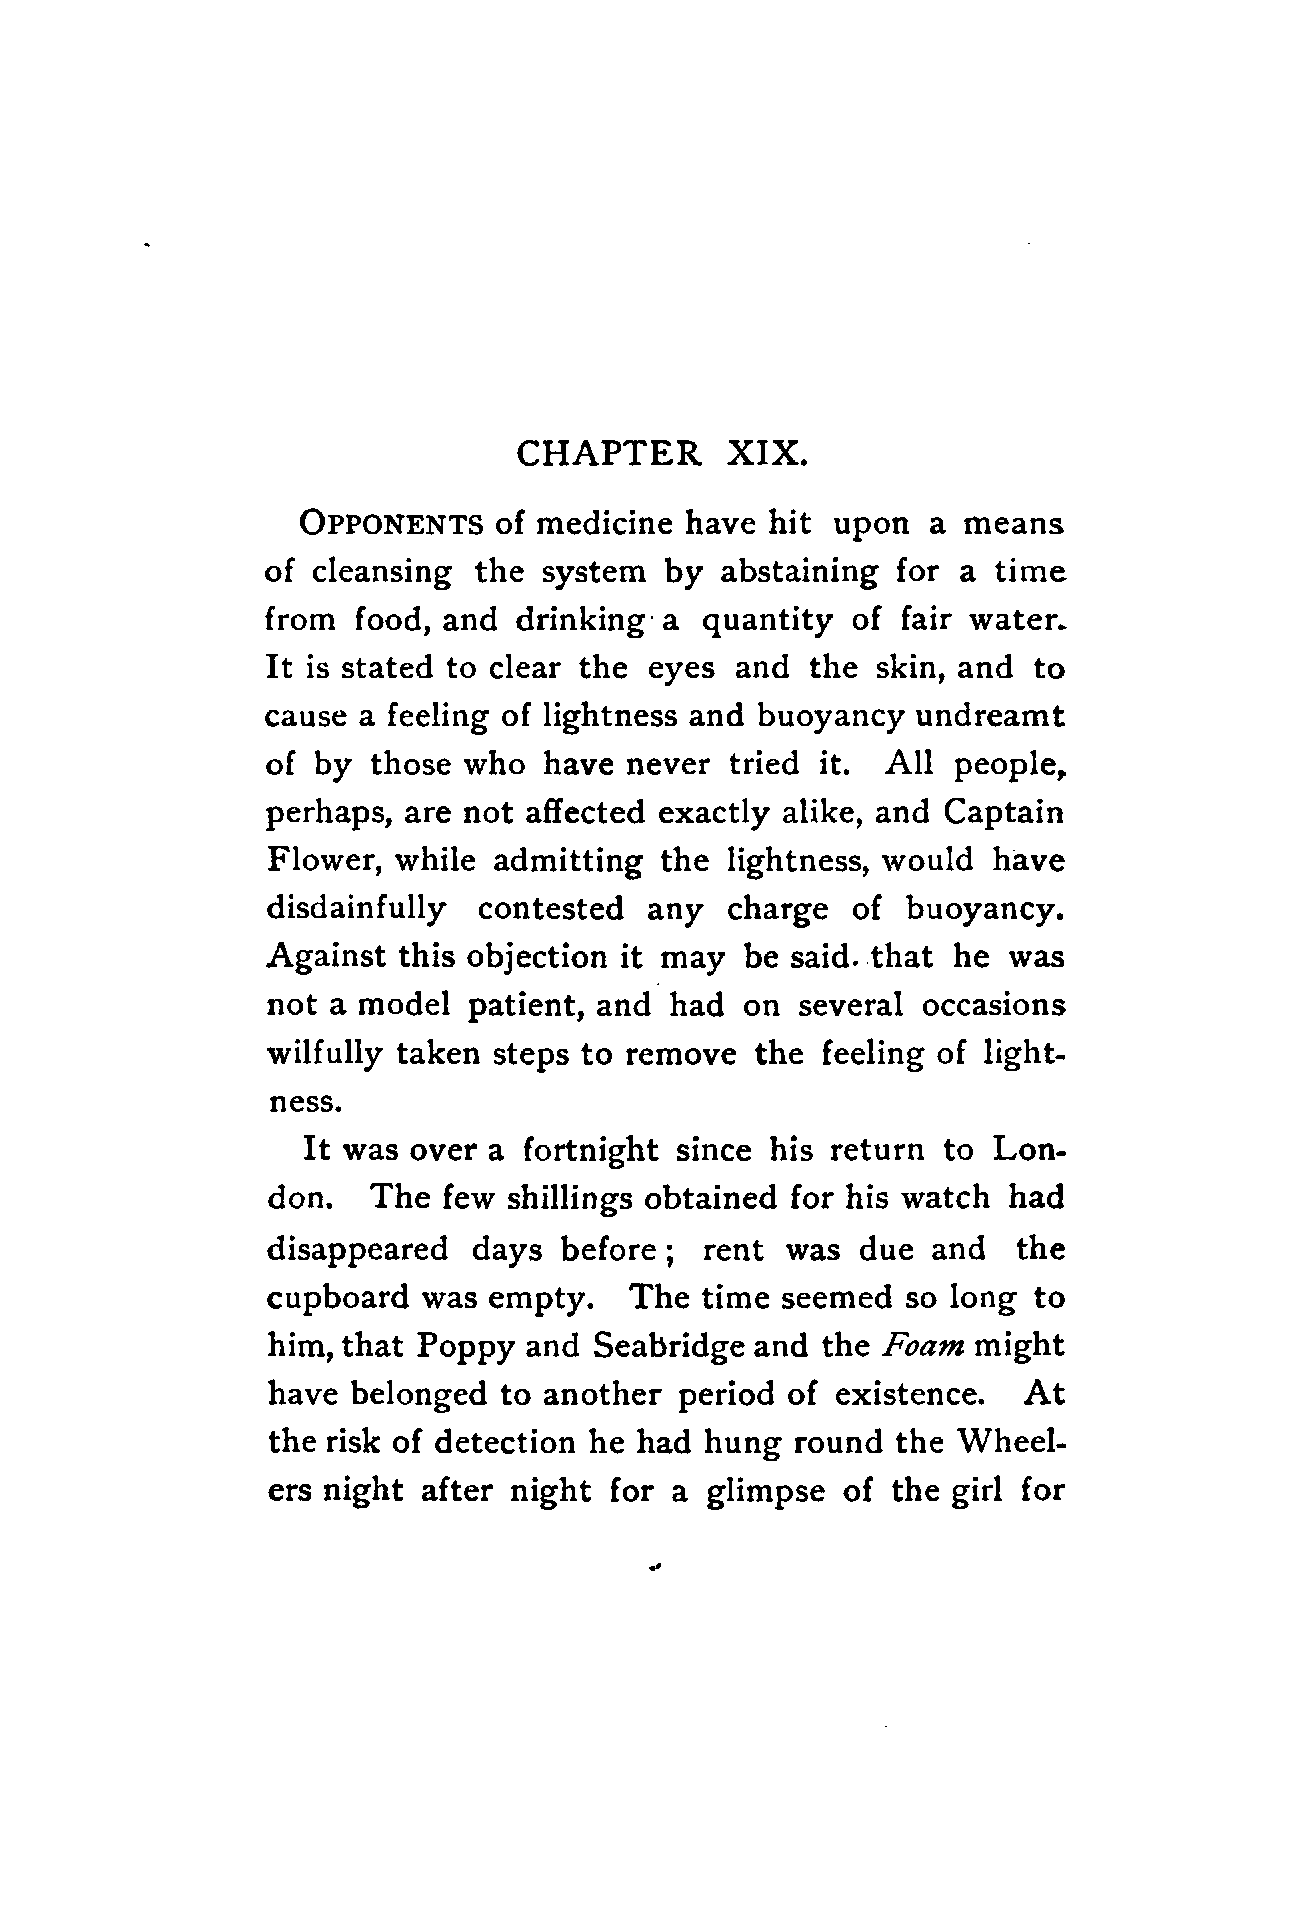 CHAPTER XIX.
OPPONENTS of medicine have hit upon a means
of cleansing the system by abstaining for a time
from food, and drinking a quantity of fair water.
It is stated to clear the eyes and the skin, and to
cause a feeling of lightness and buoyancy undreamt
of by those who have never tried it. All people,
perhaps, are not affected exactly alike, and Captain
Flower, while admitting the lightness, would have
disdainfully contested any charge of buoyancy.
Against this objection it may be said that he was
not a model patient, and had on several occasions
wilfully taken steps to remove the feeling of light-
ness.
It was over a fortnight since his return to Lon-
don. The few shillings obtained for his watch had
disappeared days before ; rent was due and the
cupboard was empty. The time seemed so long to
him, that Poppy and Seabridge and the Foam might
have belonged to another period of existence. At
the risk of detection he had hung round the Wheel-
ers night after night for a glimpse of the girl for